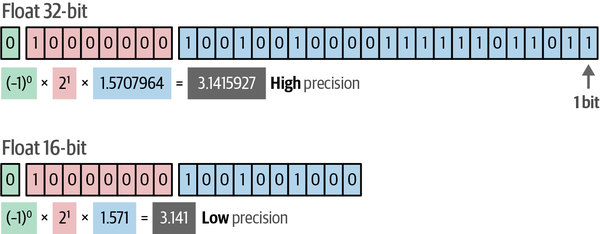 Float 32-bit
0 1 0 0 0 0 0 0 0 1 0 0 1 0 0 1 0 0 0 0 1 1 1 1 1 1 0 1 1 0 1 1
(–1)⁰ × 2¹ × 1.5707964 = 3.1415927 High precision
1 bit
Float 16-bit
0 1 0 0 0 0 0 0 0 1 0 0 1 0 0 1 0 0 0
(–1)⁰ × 2¹ × 1.571 = 3.141 Low precision